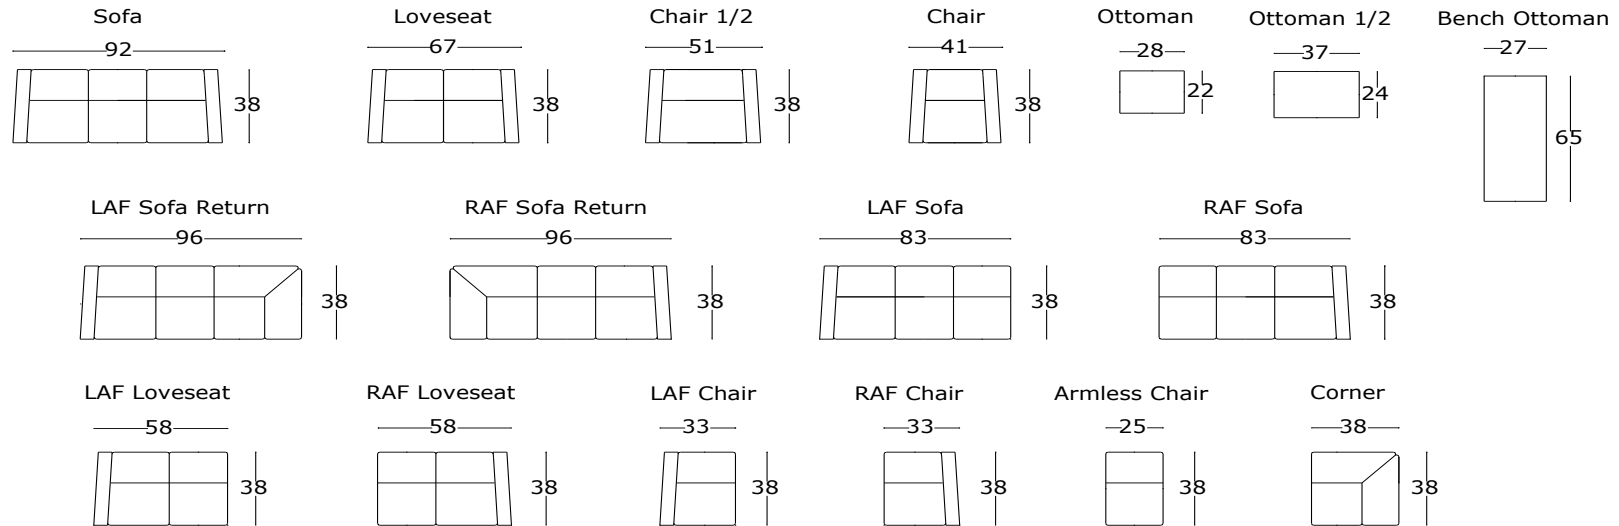 Sofa Loveseat Chair 1/2 Chair Ottoman Ottoman 1/2 Bench Ottoman
92 67 51 41 28 37 27
38 38 38 38 22 24 65
LAF Sofa Return RAF Sofa Return LAF Sofa RAF Sofa
96 96 83 83
38 38 38 38
LAF Loveseat RAF Loveseat LAF Chair RAF Chair Armless Chair Corner
58 58 33 33 25 38
38 38 38 38 38 38